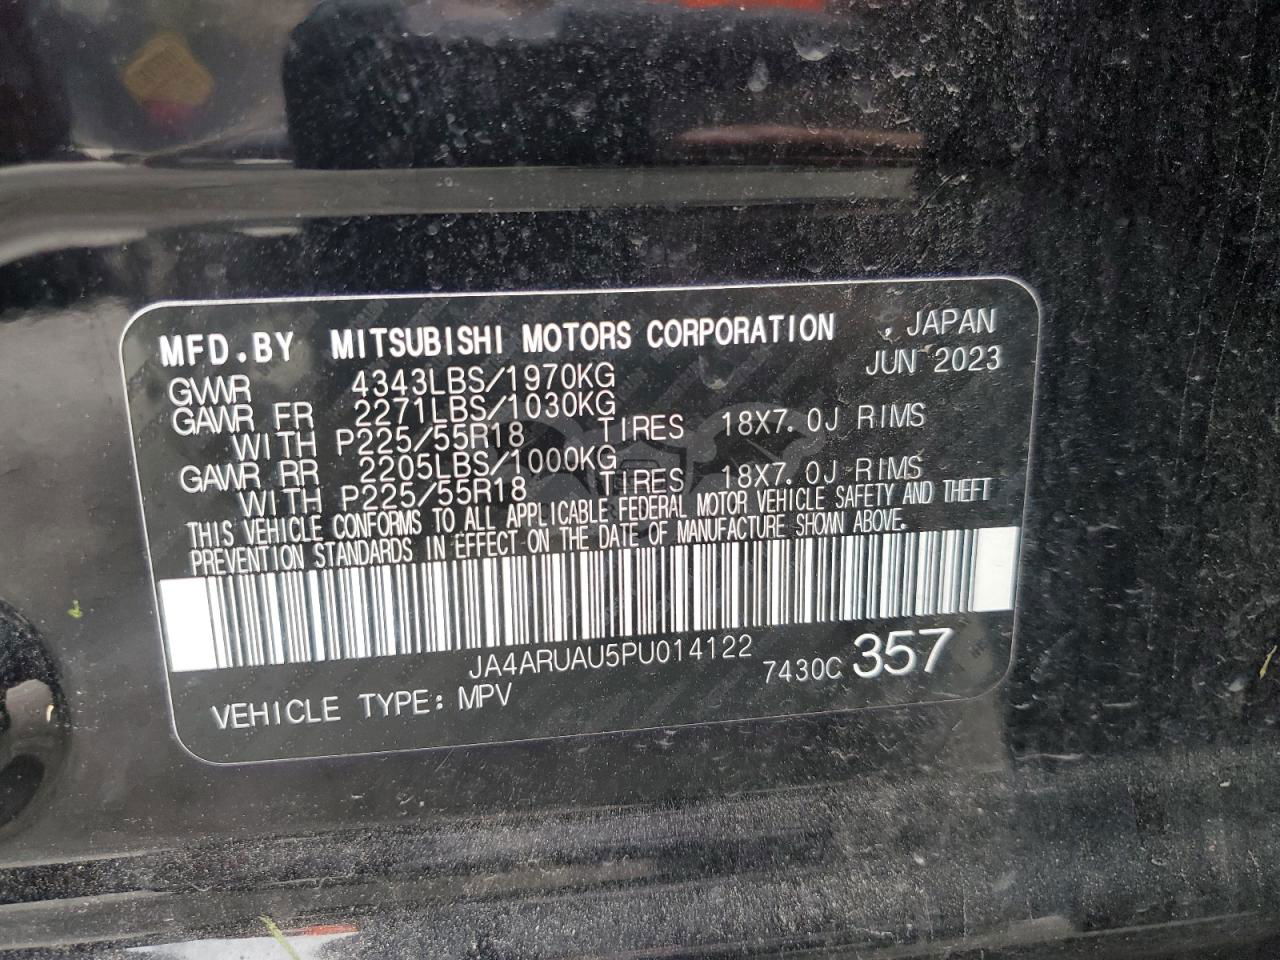 MFD.BY MITSUBISHI MOTORS CORPORATION , JAPAN
JUN 2023
GVWR 4343LBS/1970KG
GAWR FR 2271LBS/1030KG
WITH P225/55R18 TIRES 18X7.0J RIMS
GAWR RR 2205LBS/1000KG
WITH P225/55R18 TIRES 18X7.0J RIMS
THIS VEHICLE CONFORMS TO ALL APPLICABLE FEDERAL MOTOR VEHICLE SAFETY AND THEFT
PREVENTION STANDARDS IN EFFECT ON THE DATE OF MANUFACTURE SHOWN ABOVE.
JA4ARUAU5PU014122
7430C 357
VEHICLE TYPE: MPV